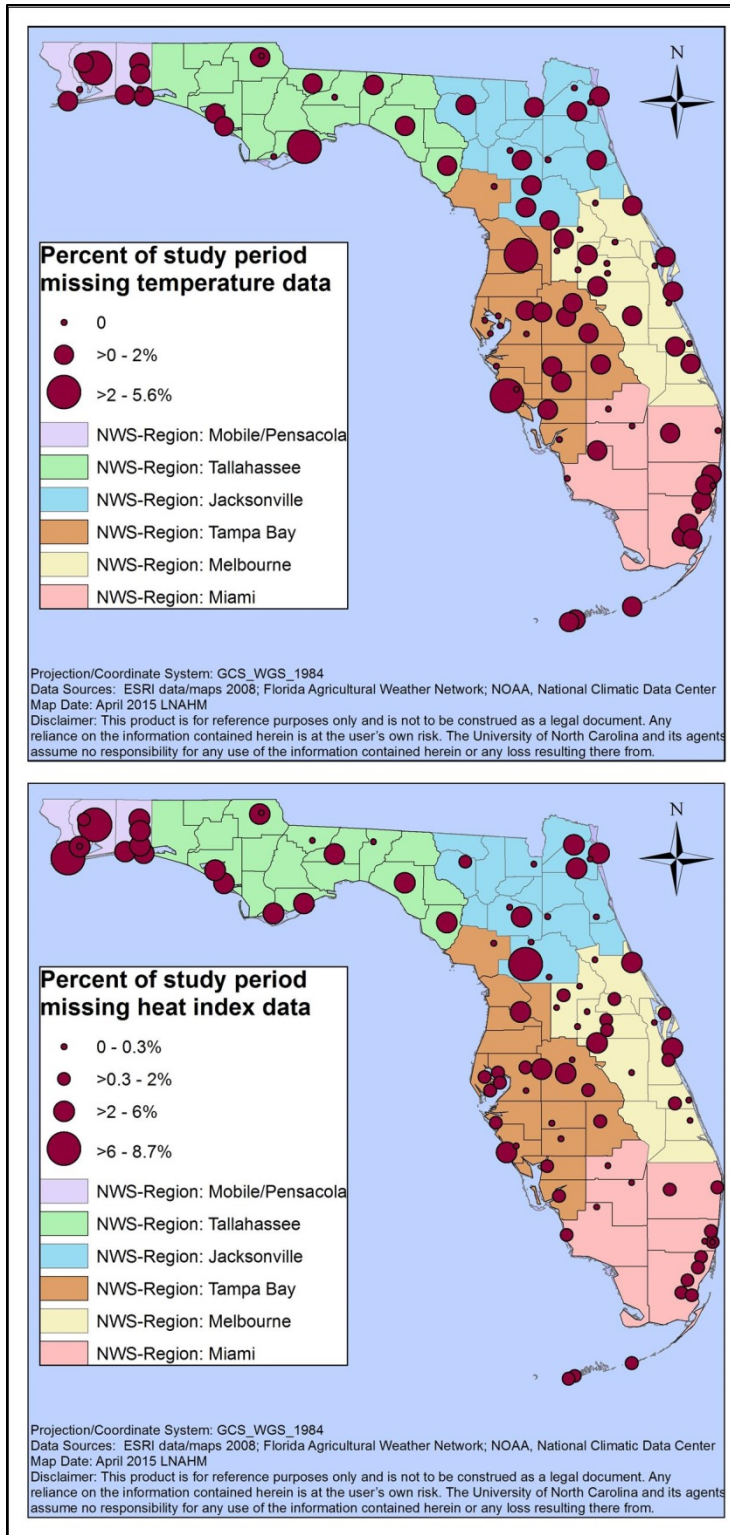 N
Percent of study period
missing temperature data
0
>0 - 2%
>2 - 5.6%
NWS-Region: Mobile/Pensacola
NWS-Region: Tallahassee
NWS-Region: Jacksonville
NWS-Region: Tampa Bay
NWS-Region: Melbourne
NWS-Region: Miami
Projection/Coordinate System: GCS_WGS_1984
Data Sources: ESRI data/maps 2008; Florida Agricultural Weather Network; NOAA, National Climatic Data Center
Map Date: April 2015 LNAHM
Disclaimer: This product is for reference purposes only and is not to be construed as a legal document. Any
reliance on the information contained herein is at the user's own risk. The University of North Carolina and its agents
assume no responsibility for any use of the information contained herein or any loss resulting there from.
N
Percent of study period
missing heat index data
0 - 0.3%
>0.3 - 2%
>2 - 6%
>6 - 8.7%
NWS-Region: Mobile/Pensacola
NWS-Region: Tallahassee
NWS-Region: Jacksonville
NWS-Region: Tampa Bay
NWS-Region: Melbourne
NWS-Region: Miami
Projection/Coordinate System: GCS_WGS_1984
Data Sources: ESRI data/maps 2008; Florida Agricultural Weather Network; NOAA, National Climatic Data Center
Map Date: April 2015 LNAHM
Disclaimer: This product is for reference purposes only and is not to be construed as a legal document. Any
reliance on the information contained herein is at the user's own risk. The University of North Carolina and its agents
assume no responsibility for any use of the information contained herein or any loss resulting there from.